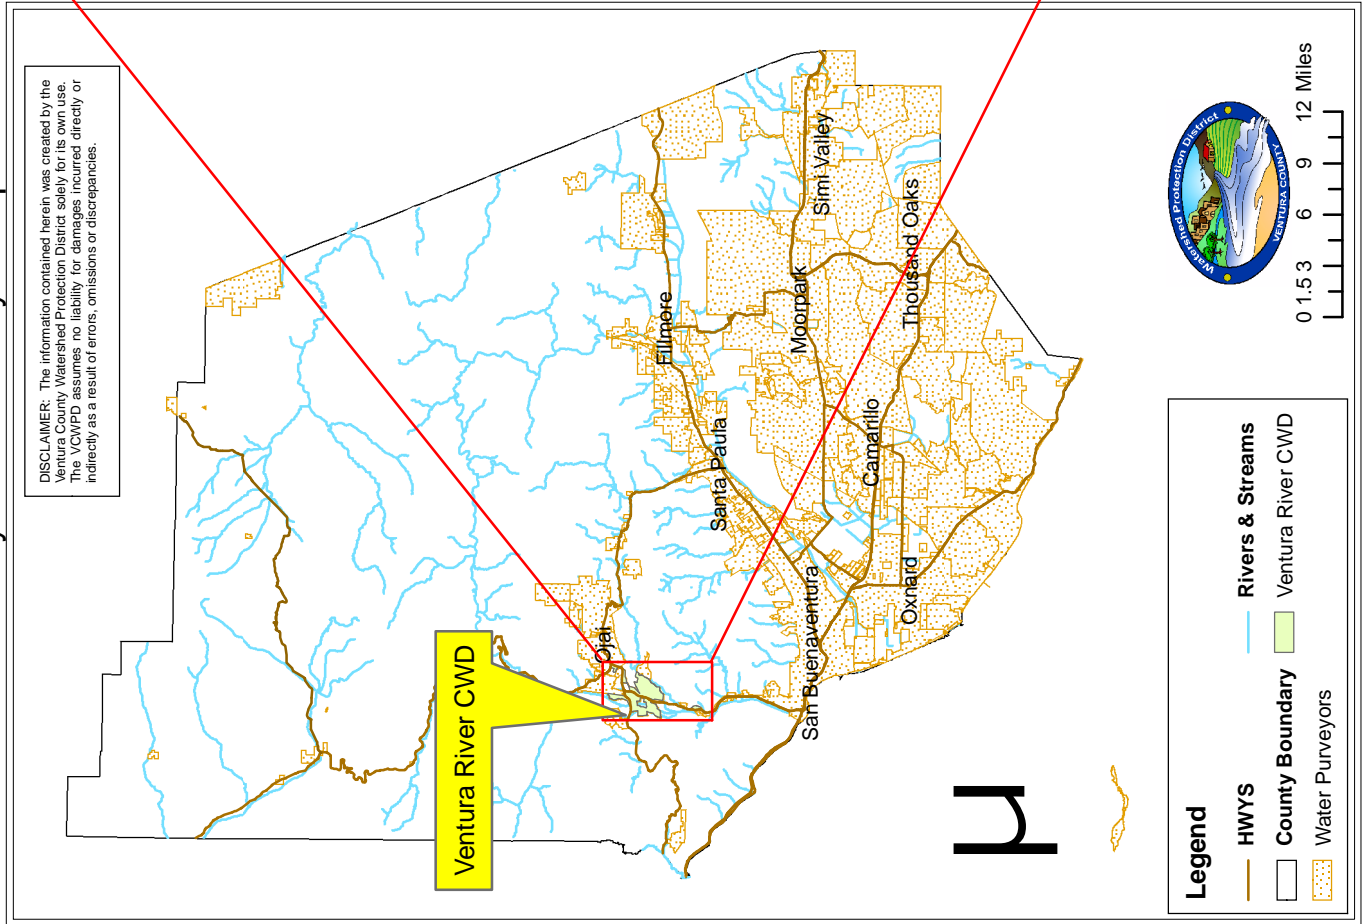 DISCLAIMER: The information contained herein was created by the
Ventura County Watershed Protection District solely for its own use.
The VCWPD assumes no liability for damages incurred directly or
indirectly as a result of errors, omissions or discrepancies.
Ventura River CWD
Ojai
Santa Paula
Fillmore
San Buenaventura
Oxnard
Camarillo
Moorpark
Simi Valley
Thousand Oaks
µ
Watershed Protection District
VENTURA COUNTY
0 1.5 3 6 9 12 Miles
Legend
HWYS
Rivers & Streams
County Boundary
Ventura River CWD
Water Purveyors